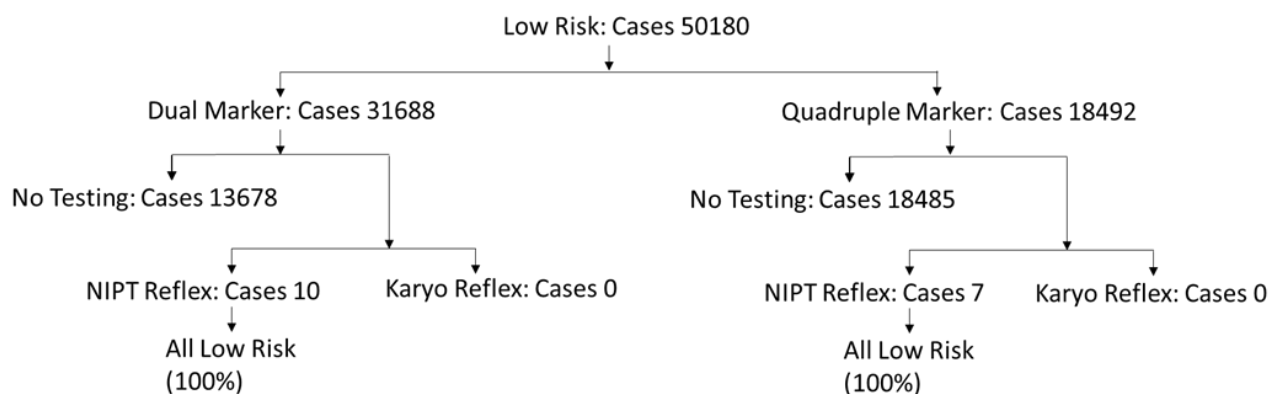 Low Risk: Cases 50180
Dual Marker: Cases 31688
Quadruple Marker: Cases 18492
No Testing: Cases 13678
No Testing: Cases 18485
NIPT Reflex: Cases 10
Karyo Reflex: Cases 0
NIPT Reflex: Cases 7
Karyo Reflex: Cases 0
All Low Risk
(100%)
All Low Risk
(100%)